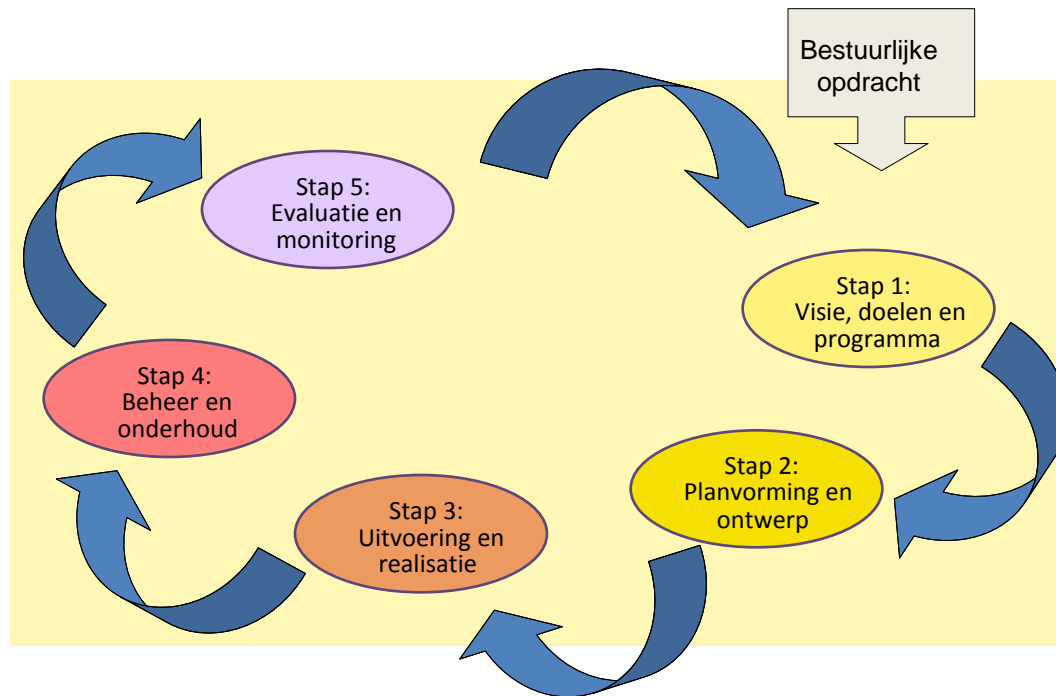 Bestuurlijke
opdracht
Stap 1:
Visie, doelen en
programma
Stap 2:
Planvorming en
ontwerp
Stap 3:
Uitvoering en
realisatie
Stap 4:
Beheer en
onderhoud
Stap 5:
Evaluatie en
monitoring